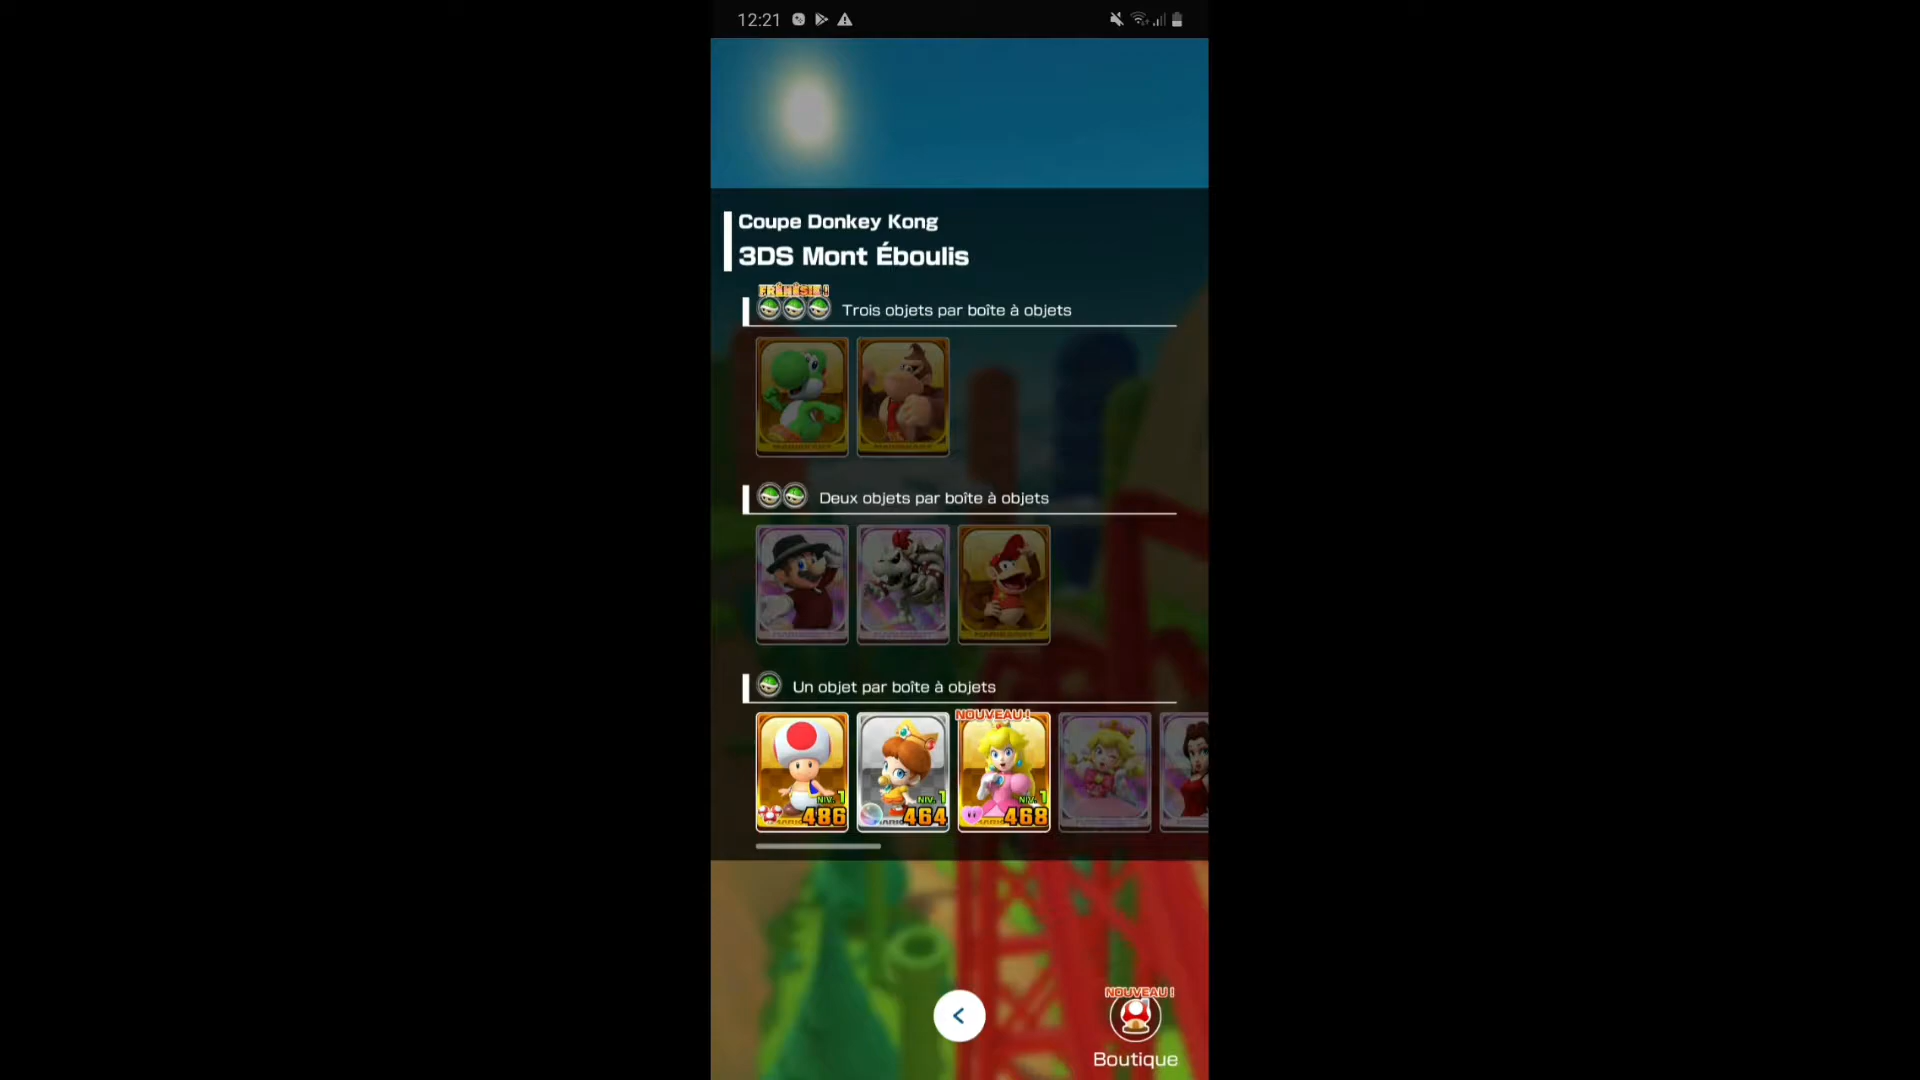 12:21
Coupe Donkey Kong
3DS Mont Éboulis
FRÉNÉSIE !
Trois objets par boîte à objets
Deux objets par boîte à objets
Un objet par boîte à objets
NOUVEAU !
NIV. 1
486
NIV. 1
464
NIV. 1
468
<
NOUVEAU !
Boutique